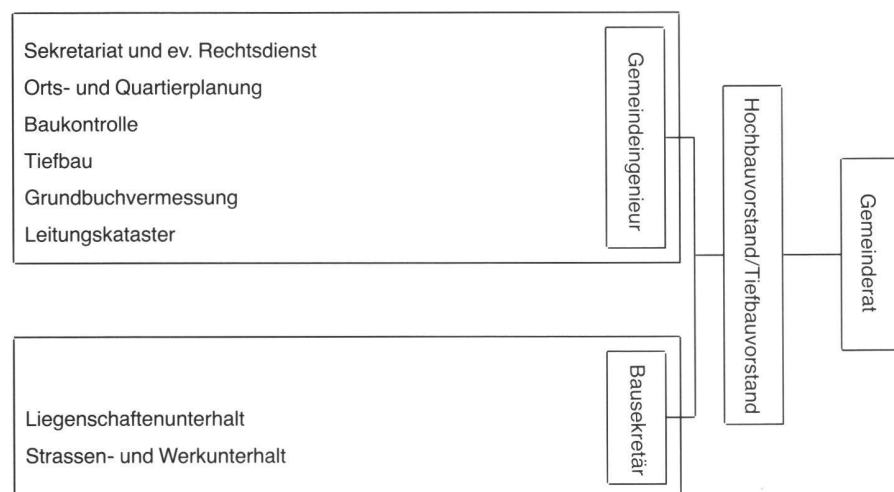 Sekretariat und ev. Rechtsdienst
Orts- und Quartierplanung
Baukontrolle
Tiefbau
Grundbuchvermessung
Leitungskataster
Gemeindeingenieur
Liegenschaftenunterhalt
Strassen- und Werkunterhalt
Bausekretär
Hochbauvorstand/Tiefbauvorstand
Gemeinderat